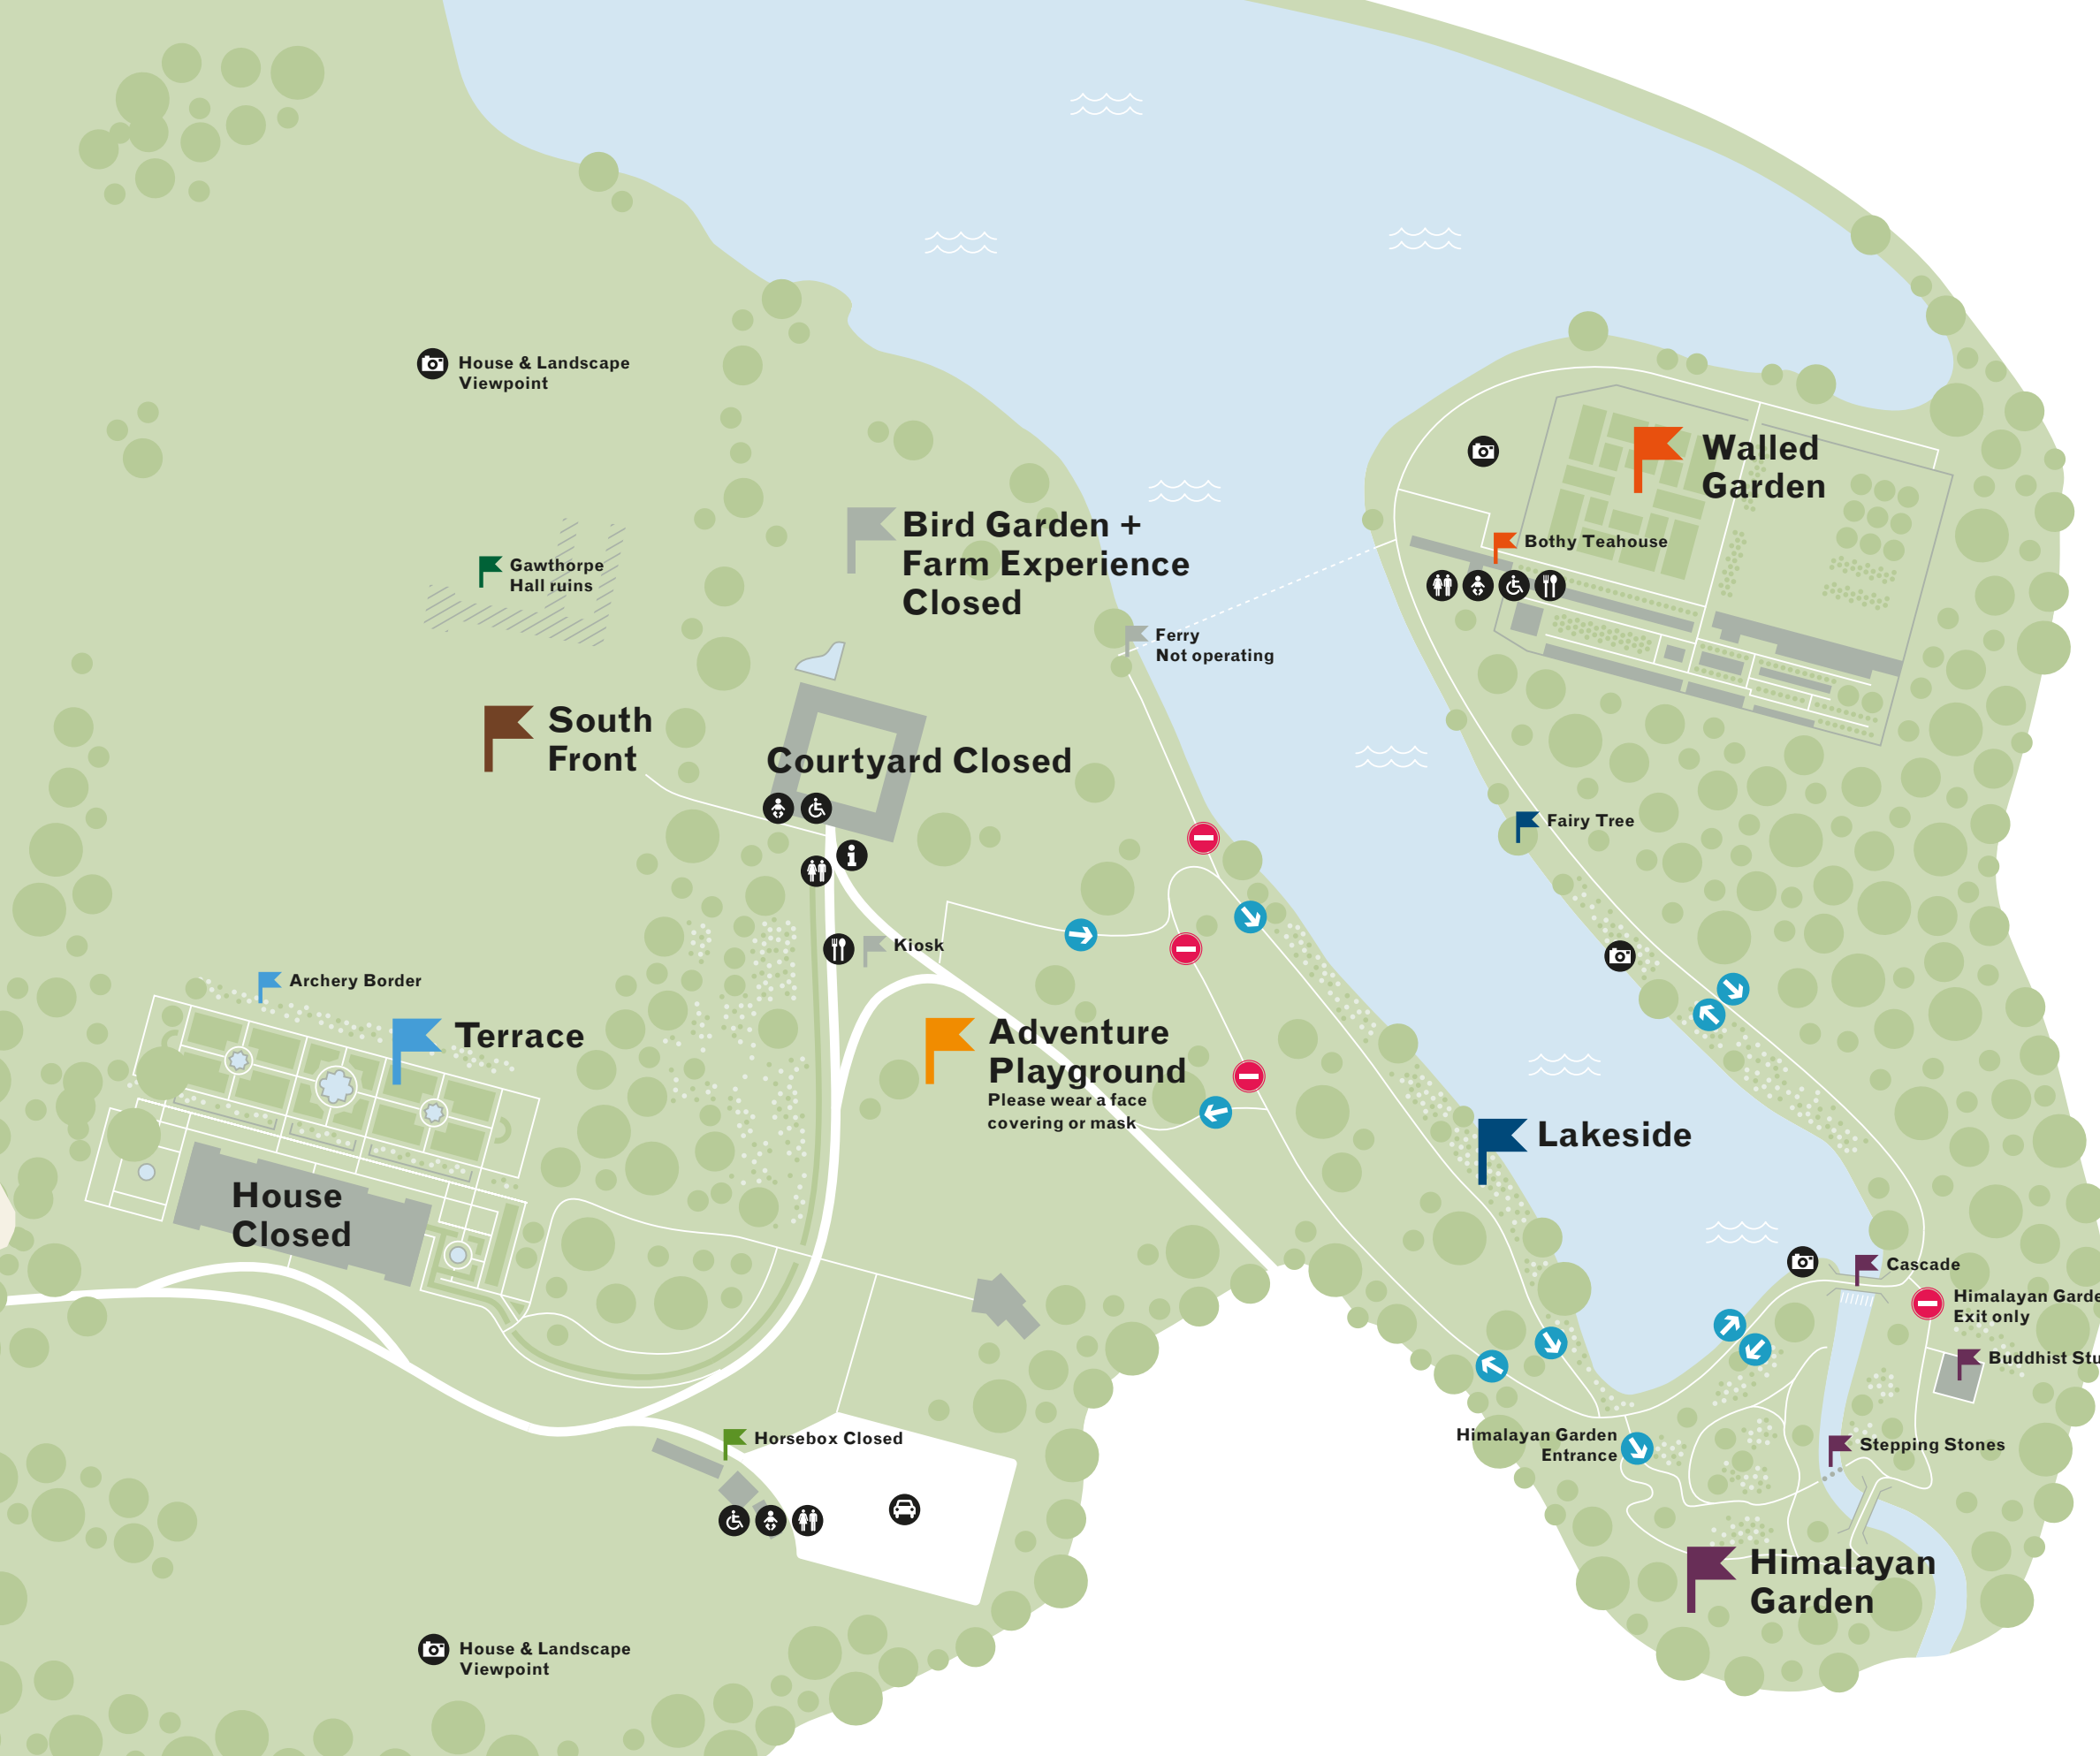 House & Landscape
Viewpoint
Walled
Garden
Bird Garden +
Farm Experience
Closed
Bothy Teahouse
Gawthorpe
Hall ruins
Ferry
Not operating
South
Front
Courtyard Closed
Fairy Tree
Kiosk
Archery Border
Terrace
Adventure
Playground
Please wear a face
covering or mask
Lakeside
House
Closed
Cascade
Himalayan Garde
Exit only
Buddhist Stu
Horsebox Closed
Himalayan Garden
Entrance
Stepping Stones
Himalayan
Garden
House & Landscape
Viewpoint